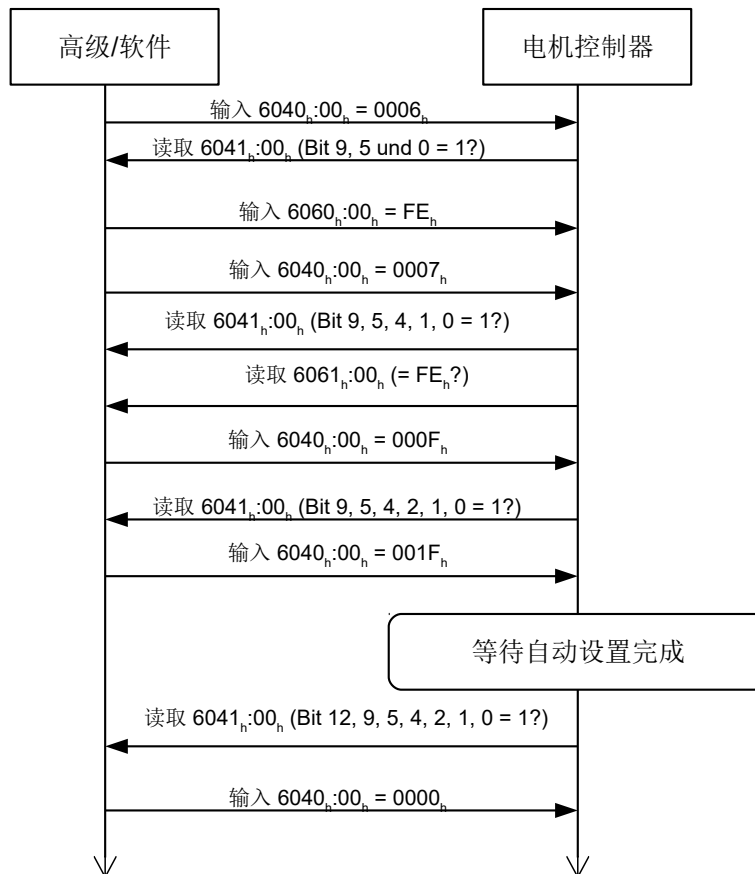 高级/软件
电机控制器
输入 6040h:00h = 0006h
读取 6041h:00h (Bit 9, 5 und 0 = 1?)
输入 6060h:00h = FEh
输入 6040h:00h = 0007h
读取 6041h:00h (Bit 9, 5, 4, 1, 0 = 1?)
读取 6061h:00h (= FEh?)
输入 6040h:00h = 000Fh
读取 6041h:00h (Bit 9, 5, 4, 2, 1, 0 = 1?)
输入 6040h:00h = 001Fh
等待自动设置完成
读取 6041h:00h (Bit 12, 9, 5, 4, 2, 1, 0 = 1?)
输入 6040h:00h = 0000h